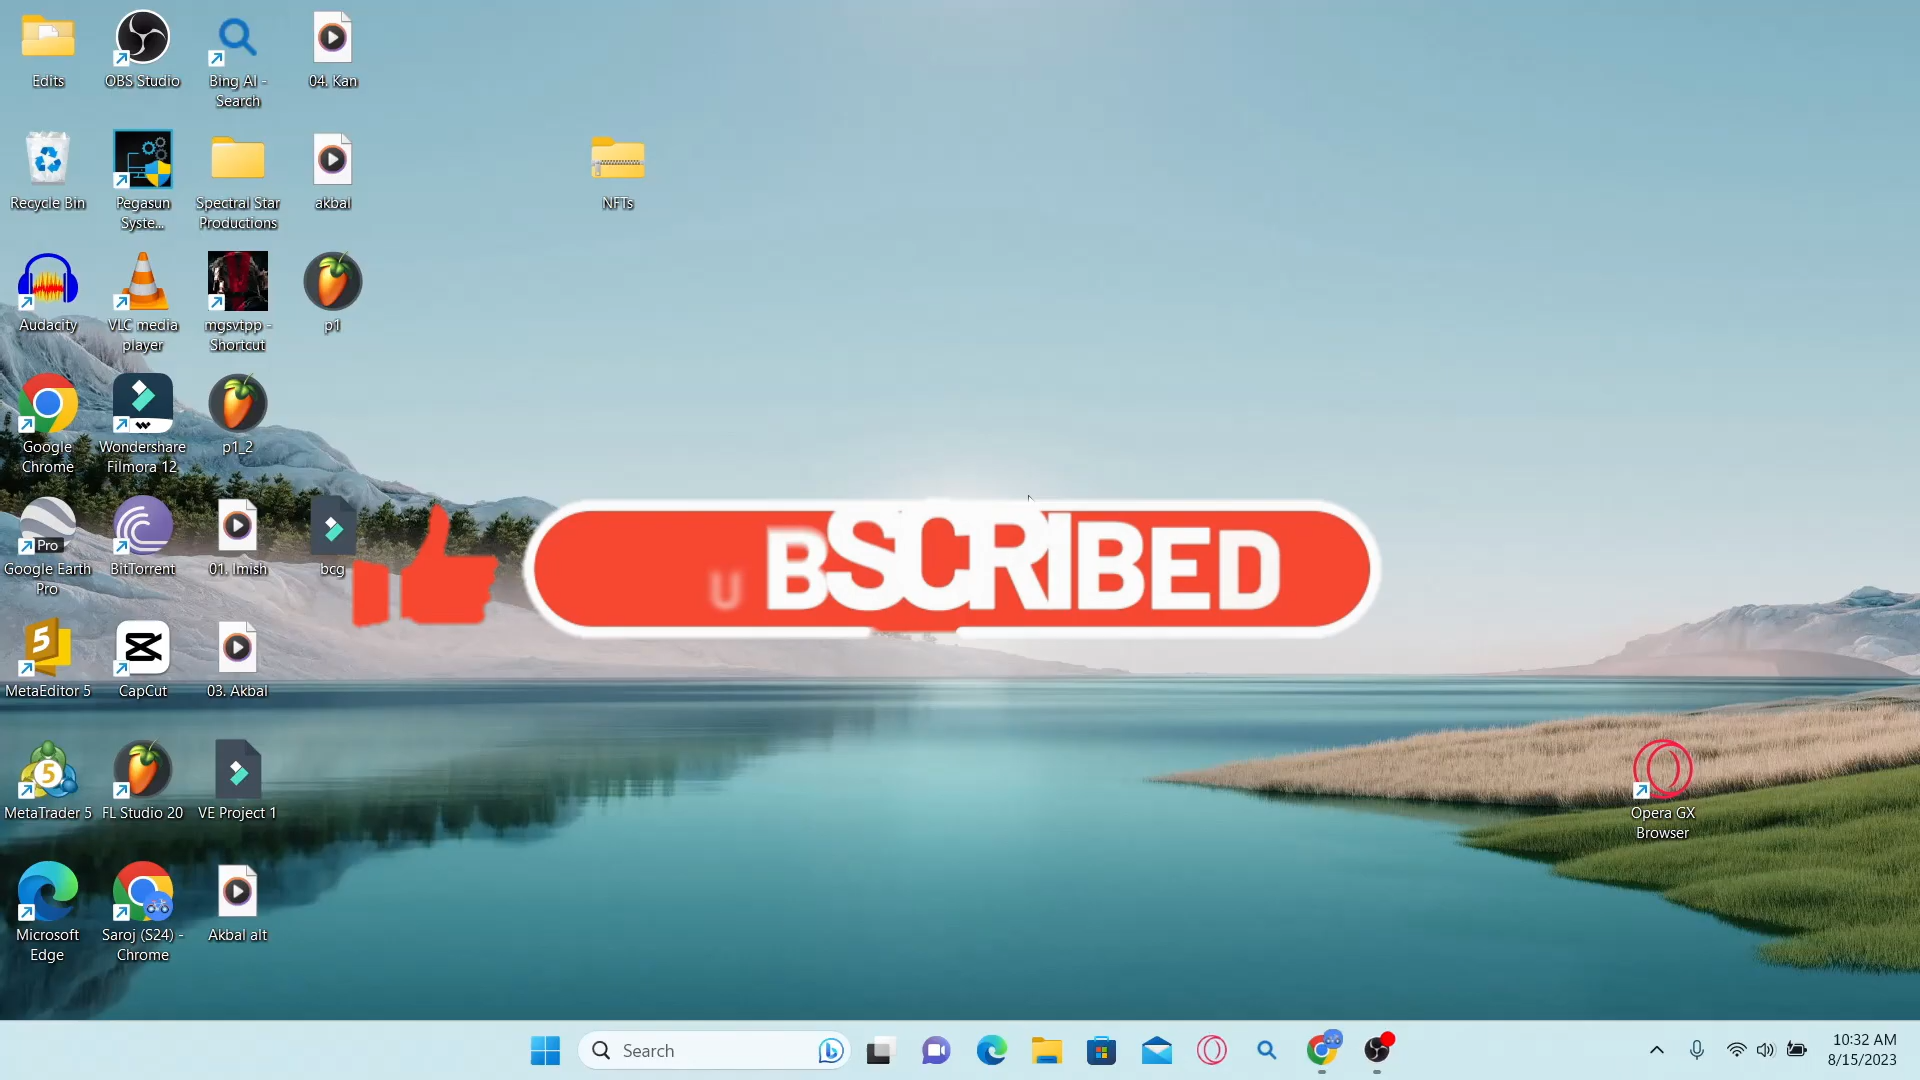 Edits
OBS Studio
Bing AI -
Search
04. Kan
Recycle Bin
Pegasun
Syste...
Spectral Star
Productions
akbal
NFTs
Audacity
VLC media
player
mgsvtpp -
Shortcut
p1
Google
Chrome
Wondershare
Filmora 12
p1_2
Pro
Google Earth
Pro
BitTorrent
01. Imish
bcg
UBSCRIBED
5
MetaEditor 5
CapCut
03. Akbal
5
MetaTrader 5
FL Studio 20
VE Project 1
Opera GX
Browser
Microsoft
Edge
Saroj (S24) -
Chrome
Akbal alt
Search
10:32 AM
8/15/2023